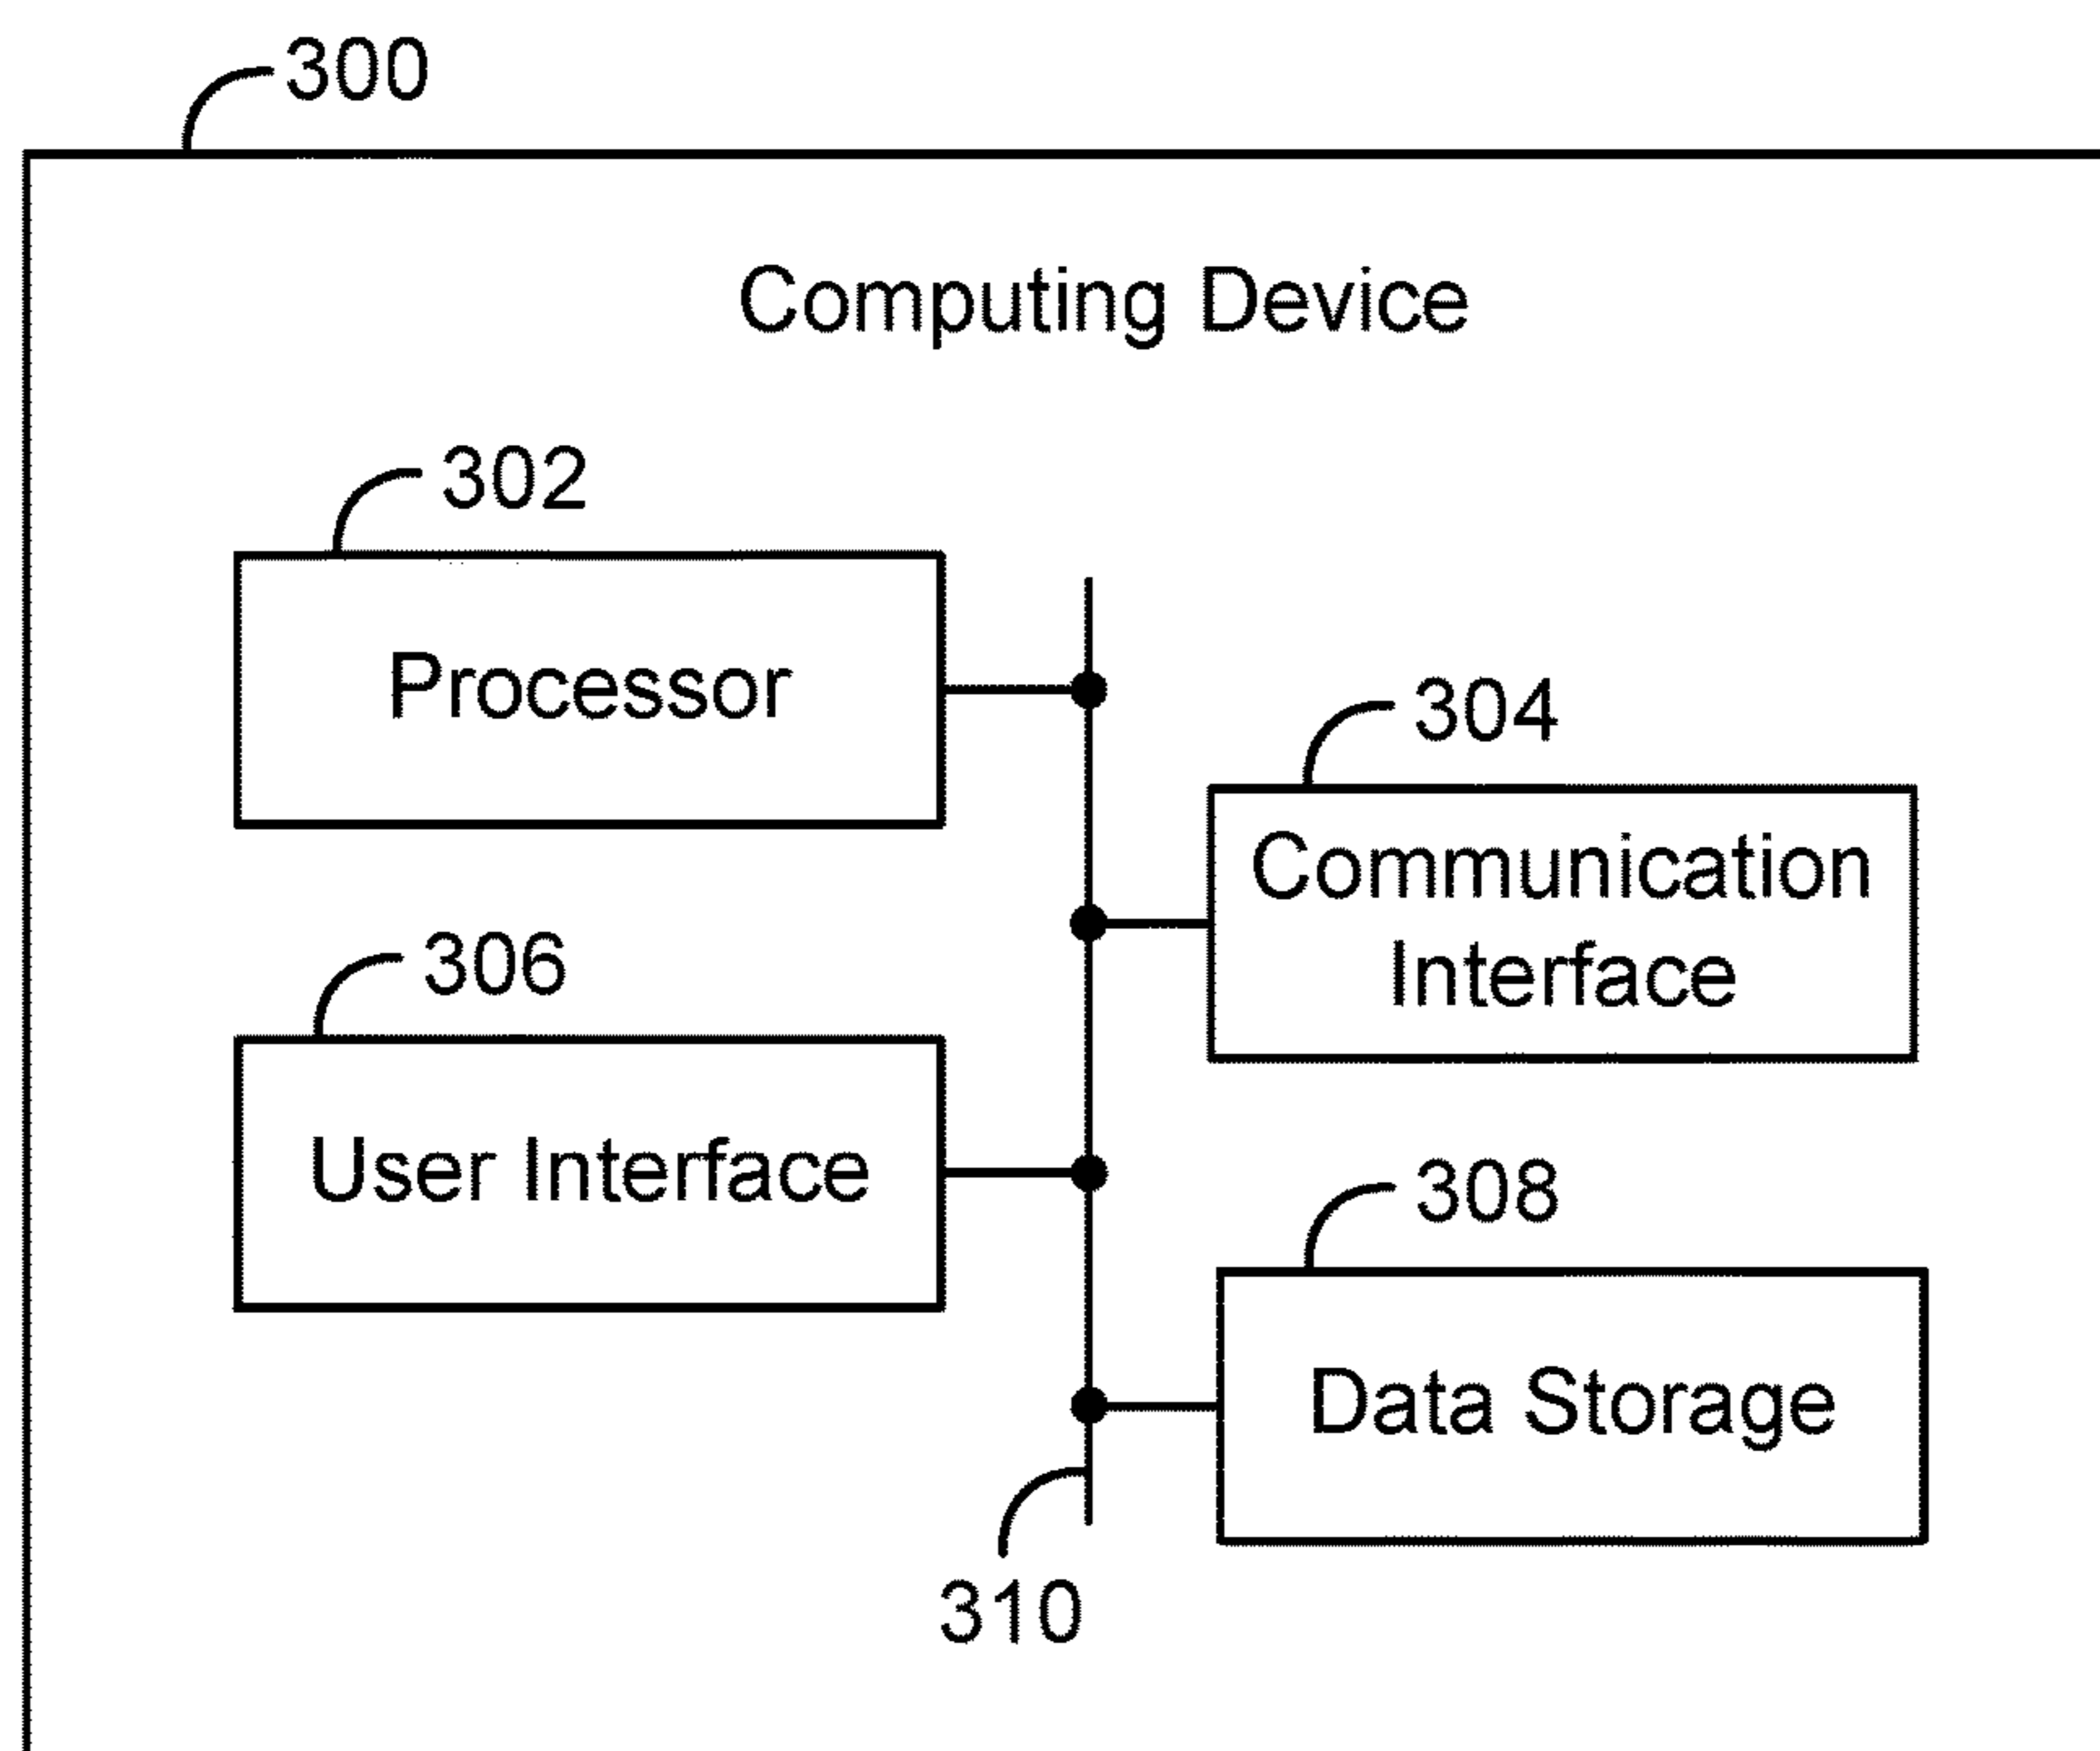 300
Computing Device
302
Processor
304
Communication
Interface
306
User Interface
308
Data Storage
310